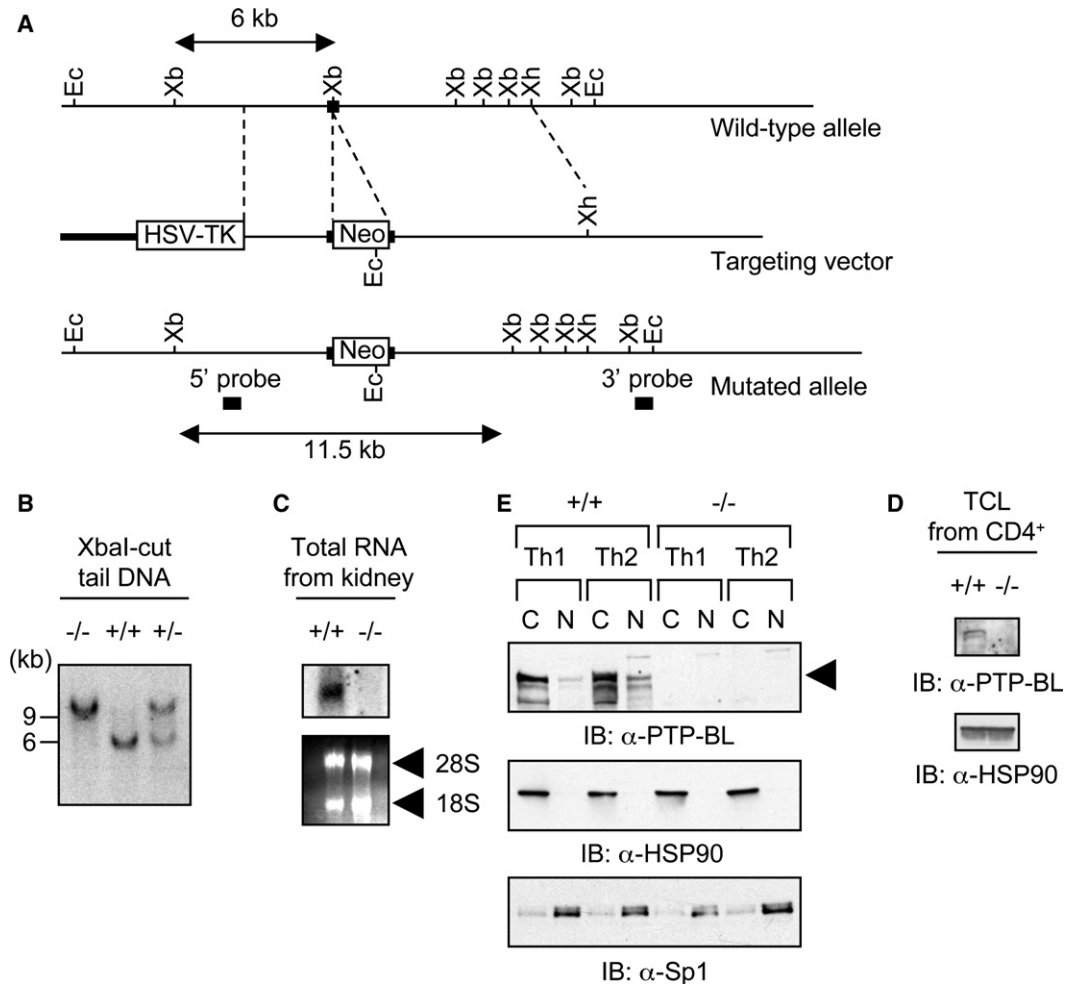 A
6 kb
Ec Xb Xb Xb Xb Xb Xh Xb Ec
Wild-type allele
HSV-TK Neo Xh
Ec
Targeting vector
Ec Xb Neo Xb Xb Xb Xh Xb Ec
Ec
5' probe 3' probe
Mutated allele
11.5 kb
B
XbaI-cut
tail DNA
-/- +/+ +/-
(kb)
9
6
C
Total RNA
from kidney
+/+ -/-
28S
18S
E
+/+ -/-
Th1 Th2 Th1 Th2
C N C N C N C N
IB: α-PTP-BL
IB: α-HSP90
IB: α-Sp1
D
TCL
from CD4⁺
+/+ -/-
IB: α-PTP-BL
IB: α-HSP90